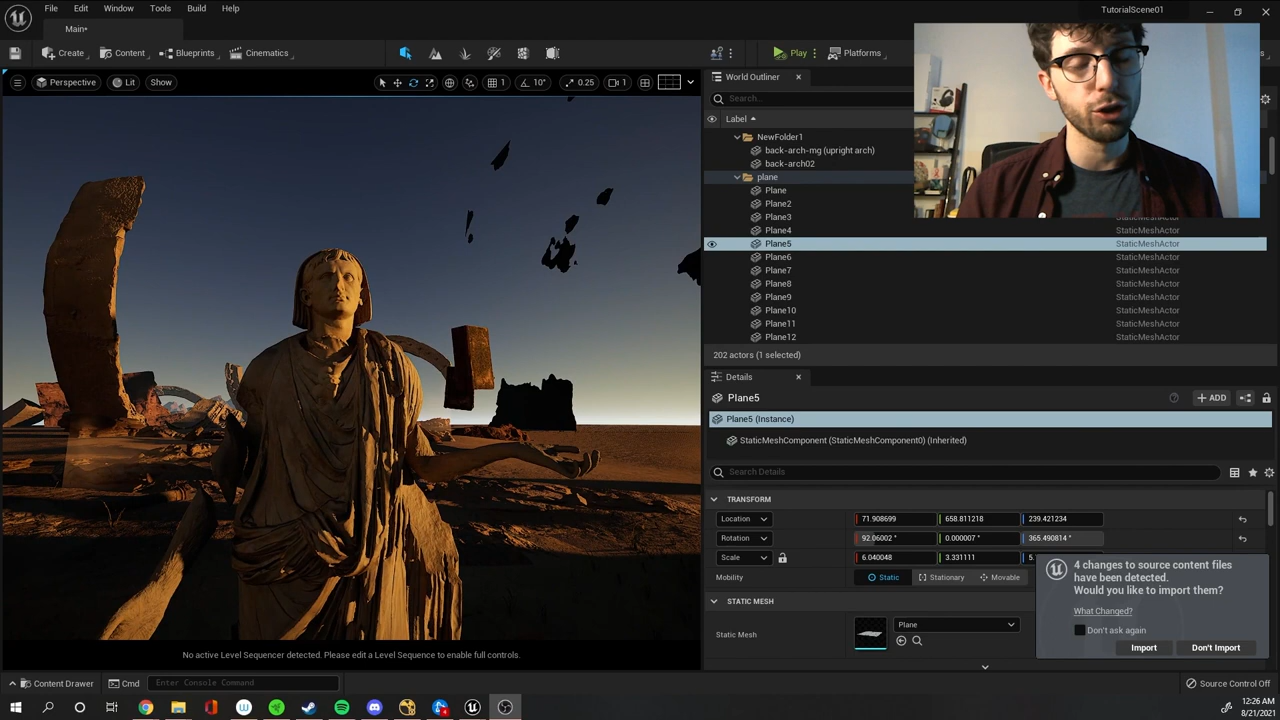 File Edit Window Tools Build Help
TutorialScene01
Main*
Create Content Blueprints Cinematics Play Platforms
Perspective Lit Show 1 10° 0.25 1
World Outliner
Search...
Label
NewFolder1
back-arch-mg (upright arch)
back-arch02
plane
Plane
Plane2
Plane3 StaticMeshActor
Plane4 StaticMeshActor
Plane5 StaticMeshActor
Plane6 StaticMeshActor
Plane7 StaticMeshActor
Plane8 StaticMeshActor
Plane9 StaticMeshActor
Plane10 StaticMeshActor
Plane11 StaticMeshActor
Plane12 StaticMeshActor
202 actors (1 selected)
Details
Plane5
+ ADD
Plane5 (Instance)
StaticMeshComponent (StaticMeshComponent0) (Inherited)
Search Details
TRANSFORM
Location 71.908699 658.811218 239.421234
Rotation 92.06002 ° 0.000007 ° 365.490814 °
Scale 6.040048 3.331111 5.
Mobility Static Stationary Movable
STATIC MESH
Static Mesh Plane
4 changes to source content files
have been detected.
Would you like to import them?
What Changed?
Don't ask again
Import Don't Import
No active Level Sequencer detected. Please edit a Level Sequence to enable full controls.
Content Drawer Cmd Enter Console Command Source Control Off
12:26 AM
8/21/2021